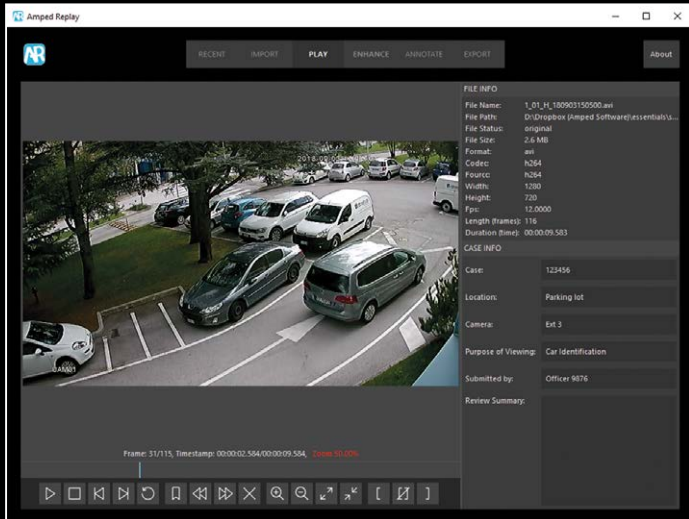 Amped Replay
AR
RECENT IMPORT PLAY ENHANCE ANNOTATE EXPORT
About
FILE INFO
File Name: 1_01_H_180903150500.avi
File Path: D:\Dropbox (Amped Software)\essentials\s...
File Status: original
File Size: 2.6 MB
Format: avi
Codec: h264
Fourcc: h264
Width: 1280
Height: 720
Fps: 12.0000
Length (frames): 116
Duration (time): 00:00:09.583
CASE INFO
Case: 123456
Location: Parking lot
Camera: Ext 3
Purpose of Viewing: Car Identification
Submitted by: Officer 9876
Review Summary:
CAM01
Frame: 31/115, Timestamp: 00:00:02.584/00:00:09.584, Zoom 50.00%